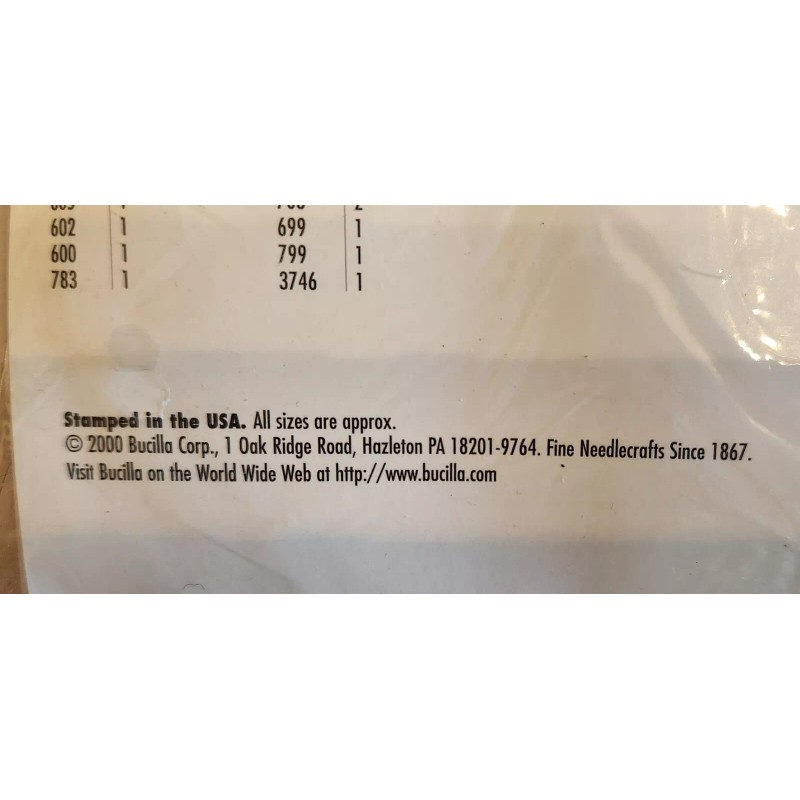 602 1 699 1
600 1 799 1
783 1 3746 1
Stamped in the USA. All sizes are approx.
© 2000 Bucilla Corp., 1 Oak Ridge Road, Hazleton PA 18201-9764. Fine Needlecrafts Since 1867.
Visit Bucilla on the World Wide Web at http://www.bucilla.com